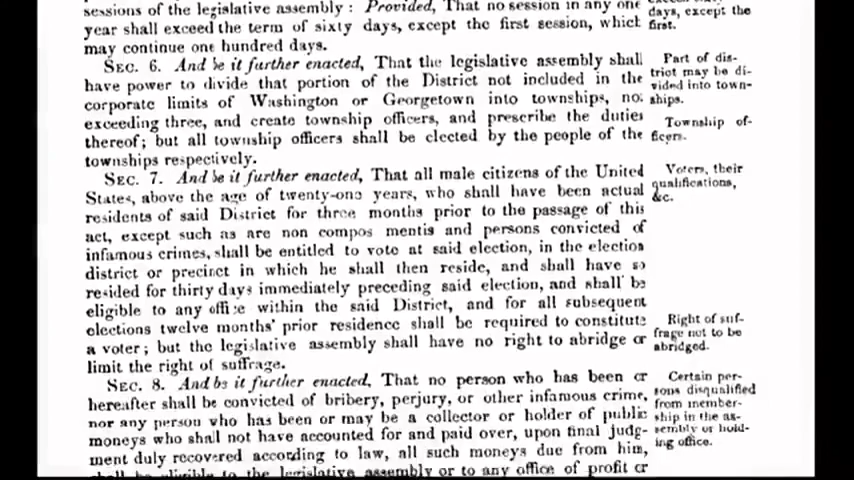 sessions of the legislative assembly : Provided, That no session in any one
year shall exceed the term of sixty days, except the first session, which
may continue one hundred days.
SEC. 6. And be it further enacted, That the legislative assembly shall
have power to divide that portion of the District not included in the
corporate limits of Washington or Georgetown into townships, not
exceeding three, and create township officers, and prescribe the duties
thereof; but all township officers shall be elected by the people of the
townships respectively.
SEC. 7. And be it further enacted, That all male citizens of the United
States, above the age of twenty-one years, who shall have been actual
residents of said District for three months prior to the passage of this
act, except such as are non compos mentis and persons convicted of
infamous crimes, shall be entitled to vote at said election, in the election
district or precinct in which he shall then reside, and shall have so
resided for thirty days immediately preceding said election, and shall be
eligible to any office within the said District, and for all subsequent
elections twelve months' prior residence shall be required to constitute
a voter; but the legislative assembly shall have no right to abridge or
limit the right of suffrage.
SEC. 8. And be it further enacted, That no person who has been or
hereafter shall be convicted of bribery, perjury, or other infamous crime,
nor any person who has been or may be a collector or holder of public
moneys who shall not have accounted for and paid over, upon final judg-
ment duly recovered according to law, all such moneys due from him,
shall be eligible to the legislative assembly or to any office of profit or
days, except the
first.
Part of dis-
trict may be di-
vided into town-
ships.
Township of-
ficers.
Voters, their
qualifications,
&c.
Right of suf-
frage not to be
abridged.
Certain per-
sons disqualified
from member-
ship in the as-
sembly or hold-
ing office.